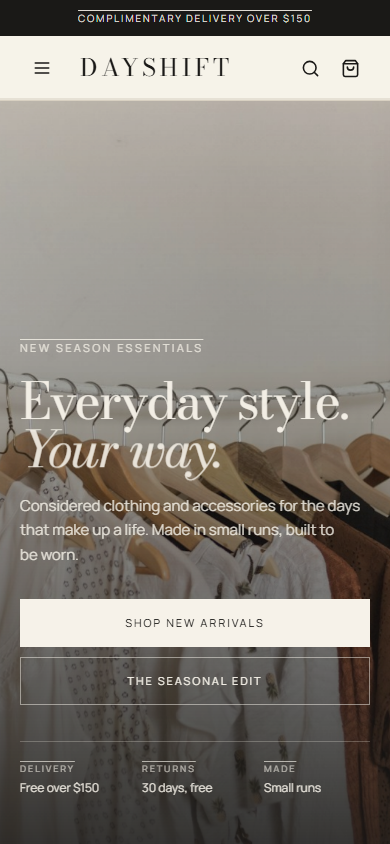 COMPLIMENTARY DELIVERY OVER $150
DAYSHIFT
NEW SEASON ESSENTIALS
Everyday style.
Your way.
Considered clothing and accessories for the days
that make up a life. Made in small runs, built to
be worn.
SHOP NEW ARRIVALS
THE SEASONAL EDIT
DELIVERY
Free over $150
RETURNS
30 days, free
MADE
Small runs